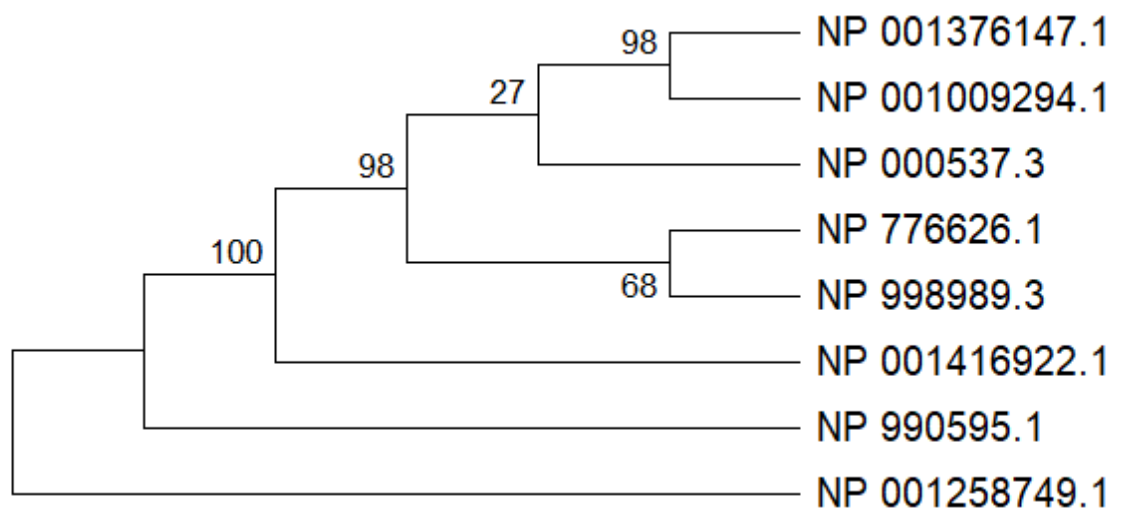 98
NP 001376147.1
27
NP 001009294.1
98
NP 000537.3
100
NP 776626.1
68
NP 998989.3
NP 001416922.1
NP 990595.1
NP 001258749.1